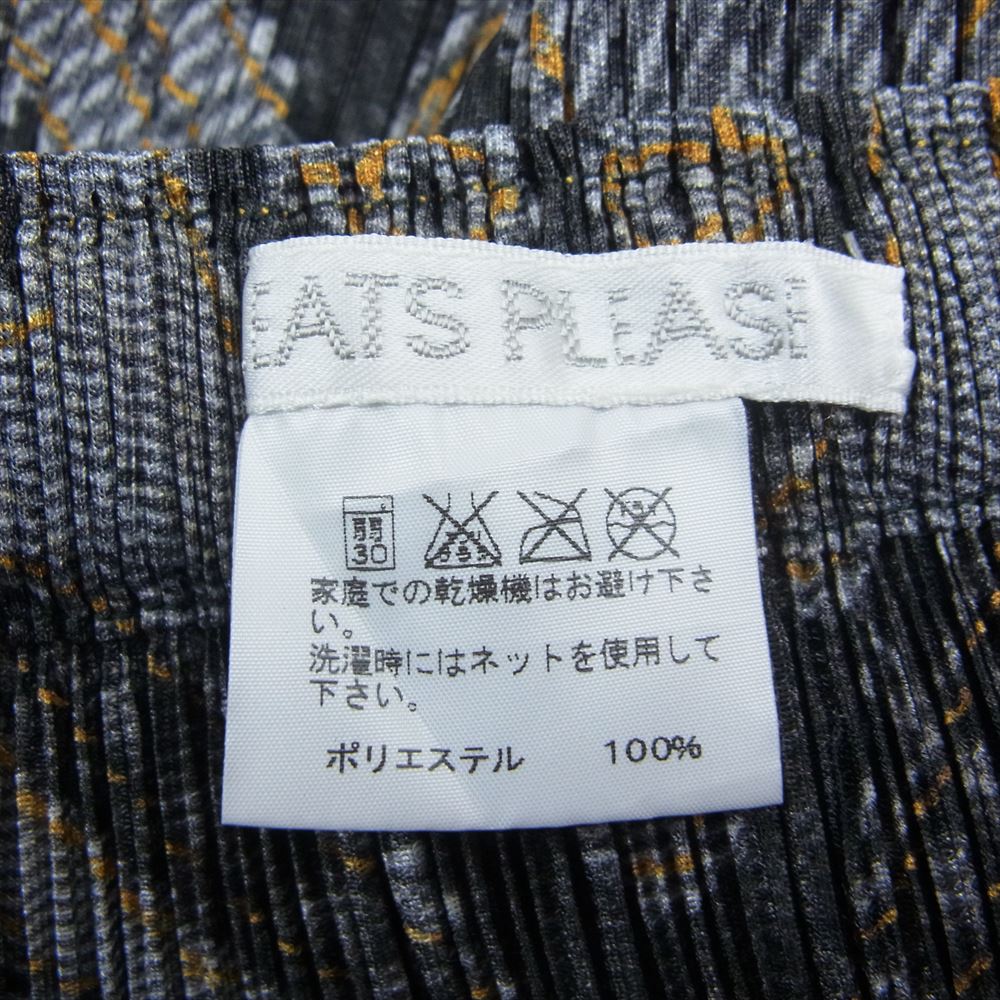 EATS PLEASE
弱
30
家庭での乾燥機はお避け下さ
い。
洗濯時にはネットを使用して
下さい。
ポリエステル 100%